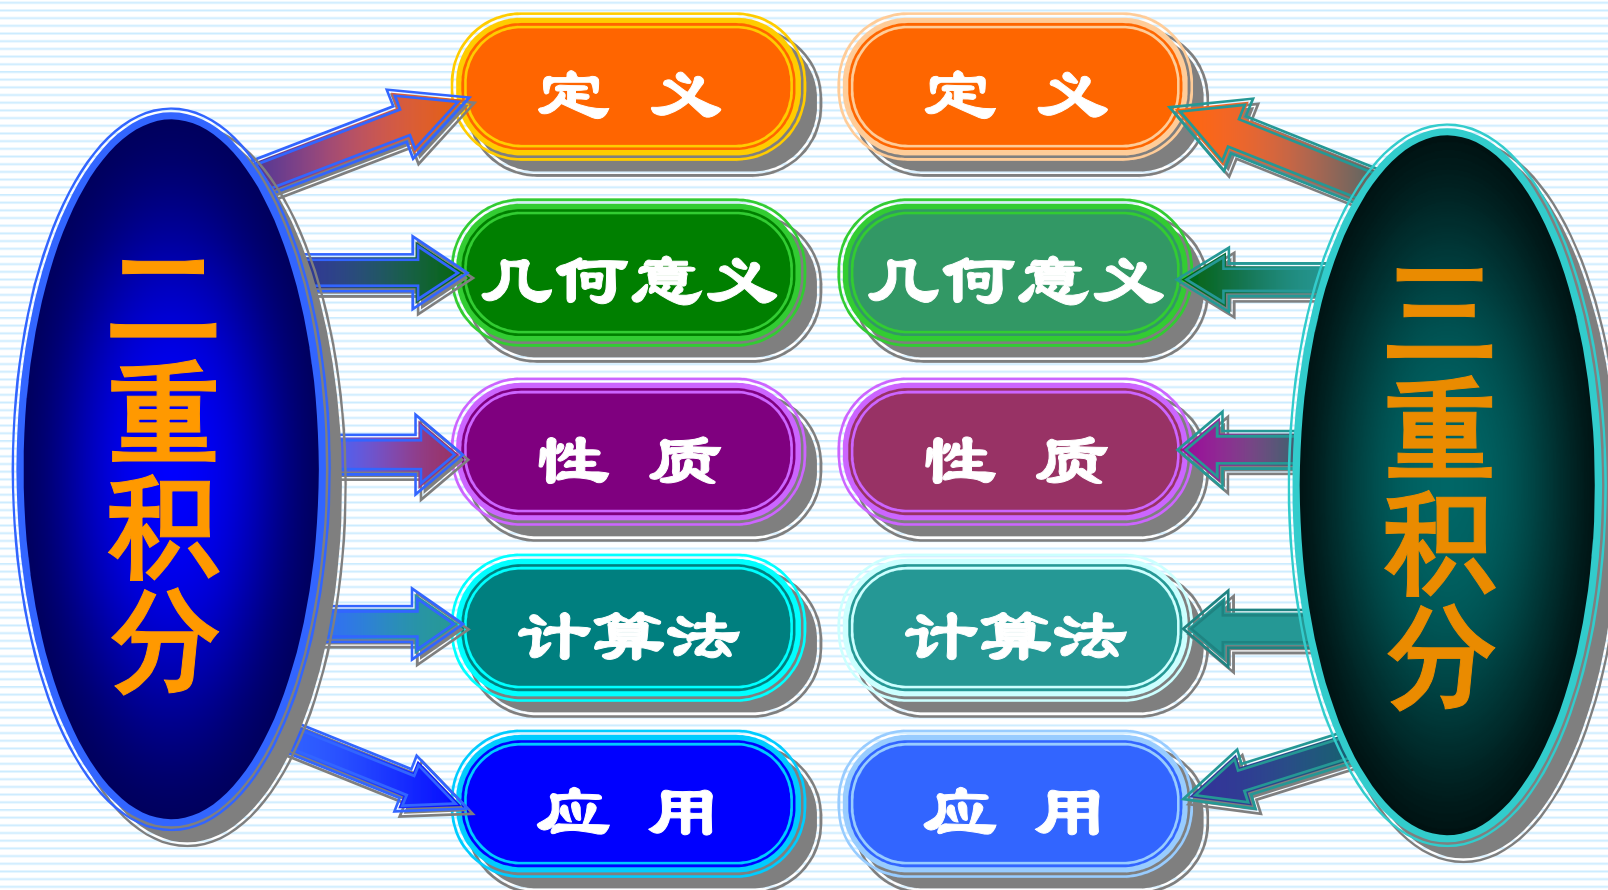 二重积分
定 义
几何意义
性 质
计算法
应 用
定 义
几何意义
性 质
计算法
应 用
三重积分